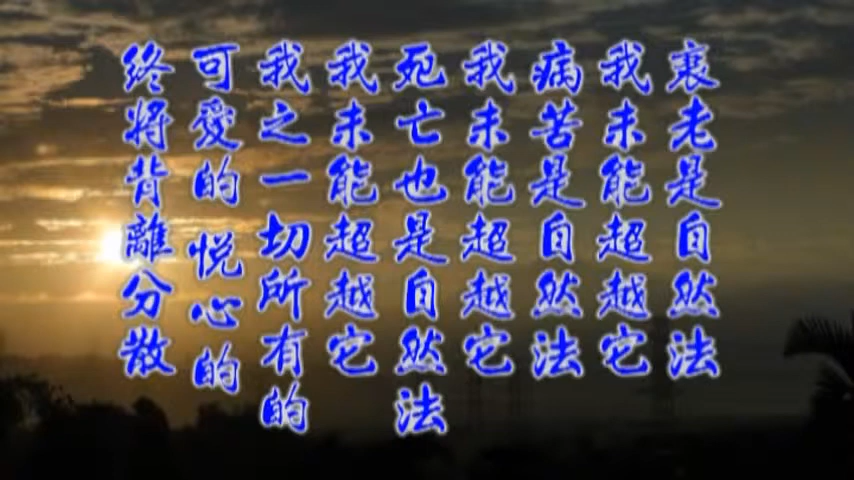 衰老是自然法
我未能超越它
病苦是自然法
我未能超越它
死亡也是自然法
我未能超越它
我之一切所有的
可愛的悅心的
終將背離分散